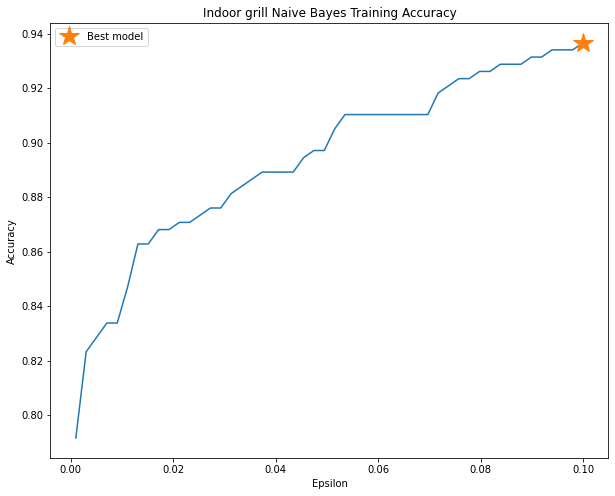 Indoor grill Naive Bayes Training Accuracy
Best model
0.94
0.92
0.90
0.88
0.86
0.84
0.82
0.80
Accuracy
0.00 0.02 0.04 0.06 0.08 0.10
Epsilon